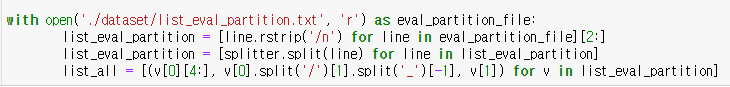 with open('./dataset/list_eval_partition.txt', 'r') as eval_partition_file:
list_eval_partition = [line.rstrip('/n') for line in eval_partition_file][2:]
list_eval_partition = [splitter.split(line) for line in list_eval_partition]
list_all = [(v[0][4:], v[0].split('/')[1].split('_')[-1], v[1]) for v in list_eval_partition]